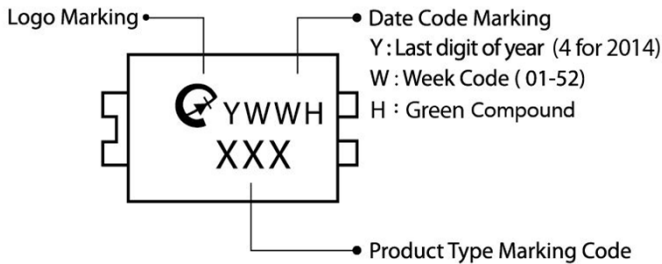 Logo Marking
Date Code Marking
Y : Last digit of year (4 for 2014)
W : Week Code ( 01-52)
H : Green Compound
YWWH
XXX
Product Type Marking Code